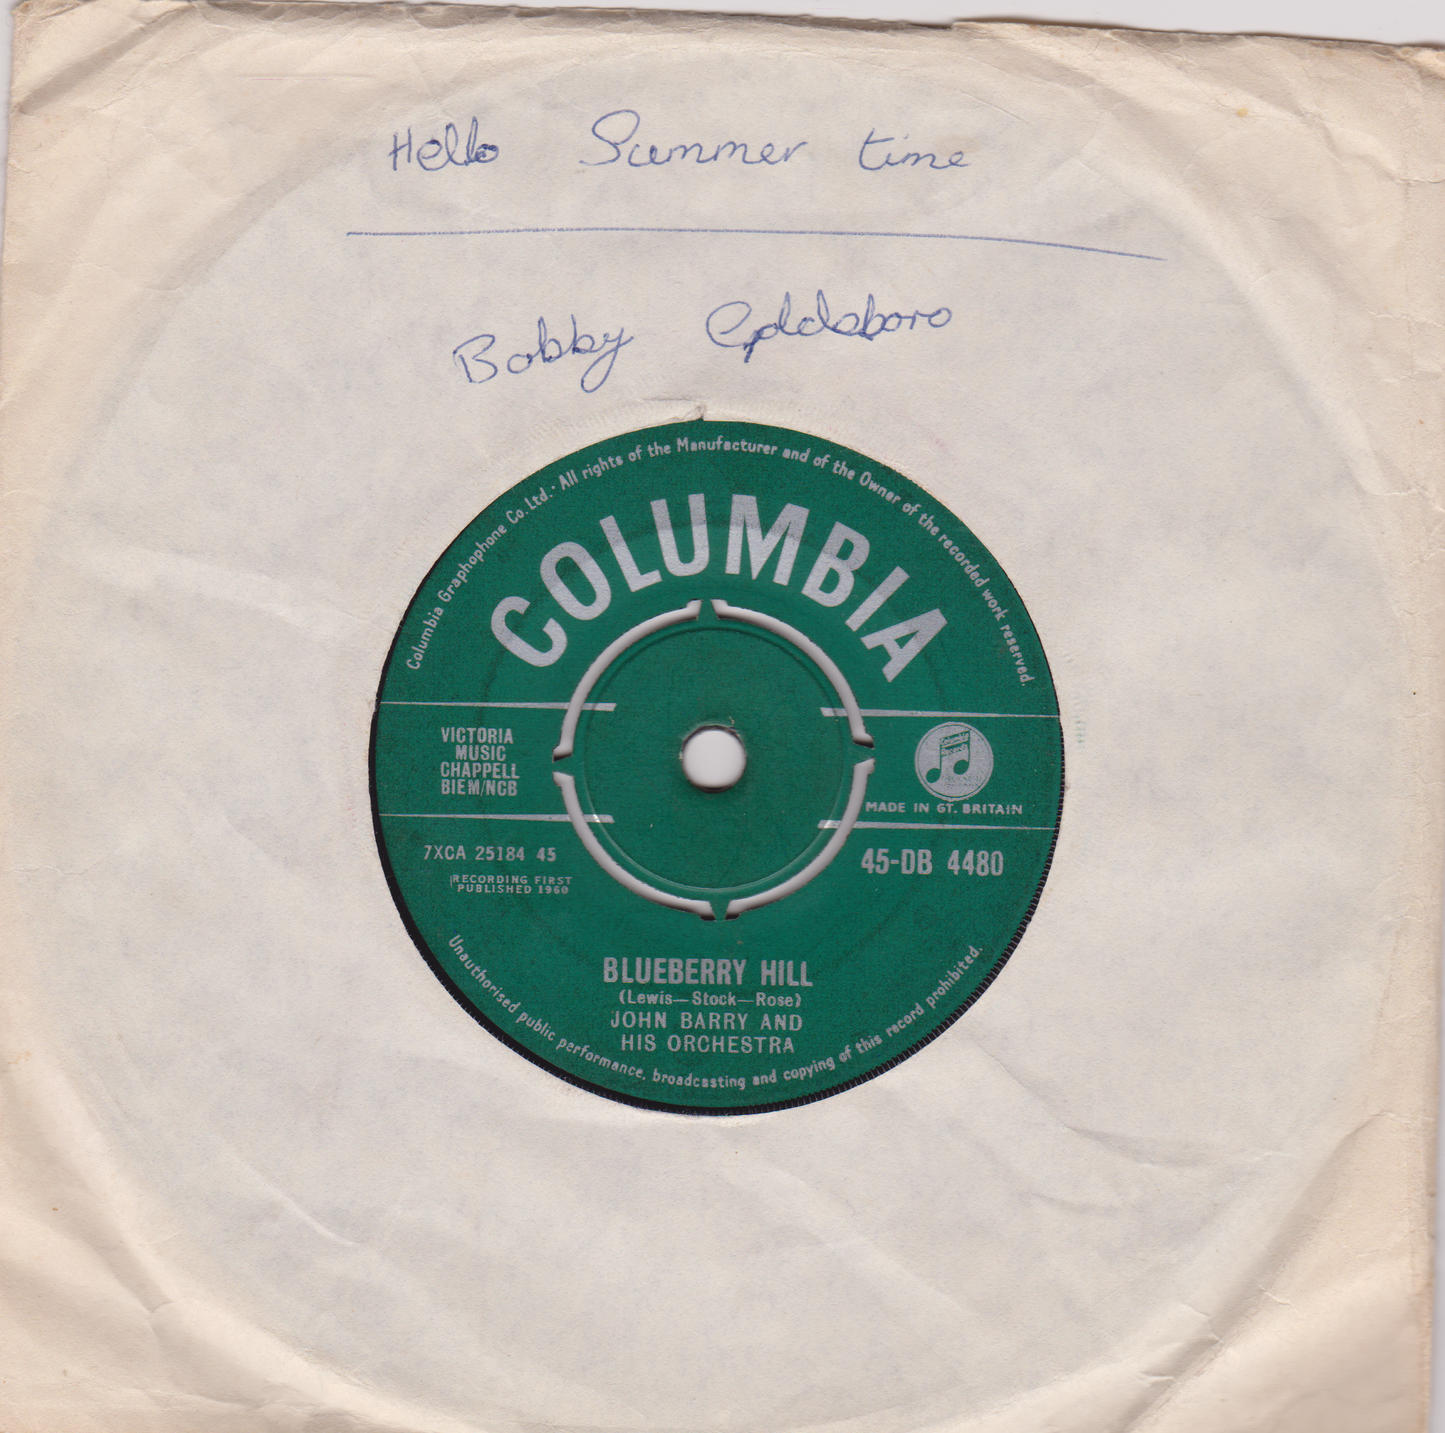 Hello Summer time
Bobby Goldsboro
Columbia Graphophone Co. Ltd. · All rights of the Manufacturer and of the Owner of the recorded work reserved.
COLUMBIA
VICTORIA
MUSIC
CHAPPELL
BIEM/NCB
MADE IN GT. BRITAIN
7XCA 25184 45
45-DB 4480
RECORDING FIRST
PUBLISHED 1960
BLUEBERRY HILL
(Lewis—Stock—Rose)
JOHN BARRY AND
HIS ORCHESTRA
Unauthorised public performance, broadcasting and copying of this record prohibited.